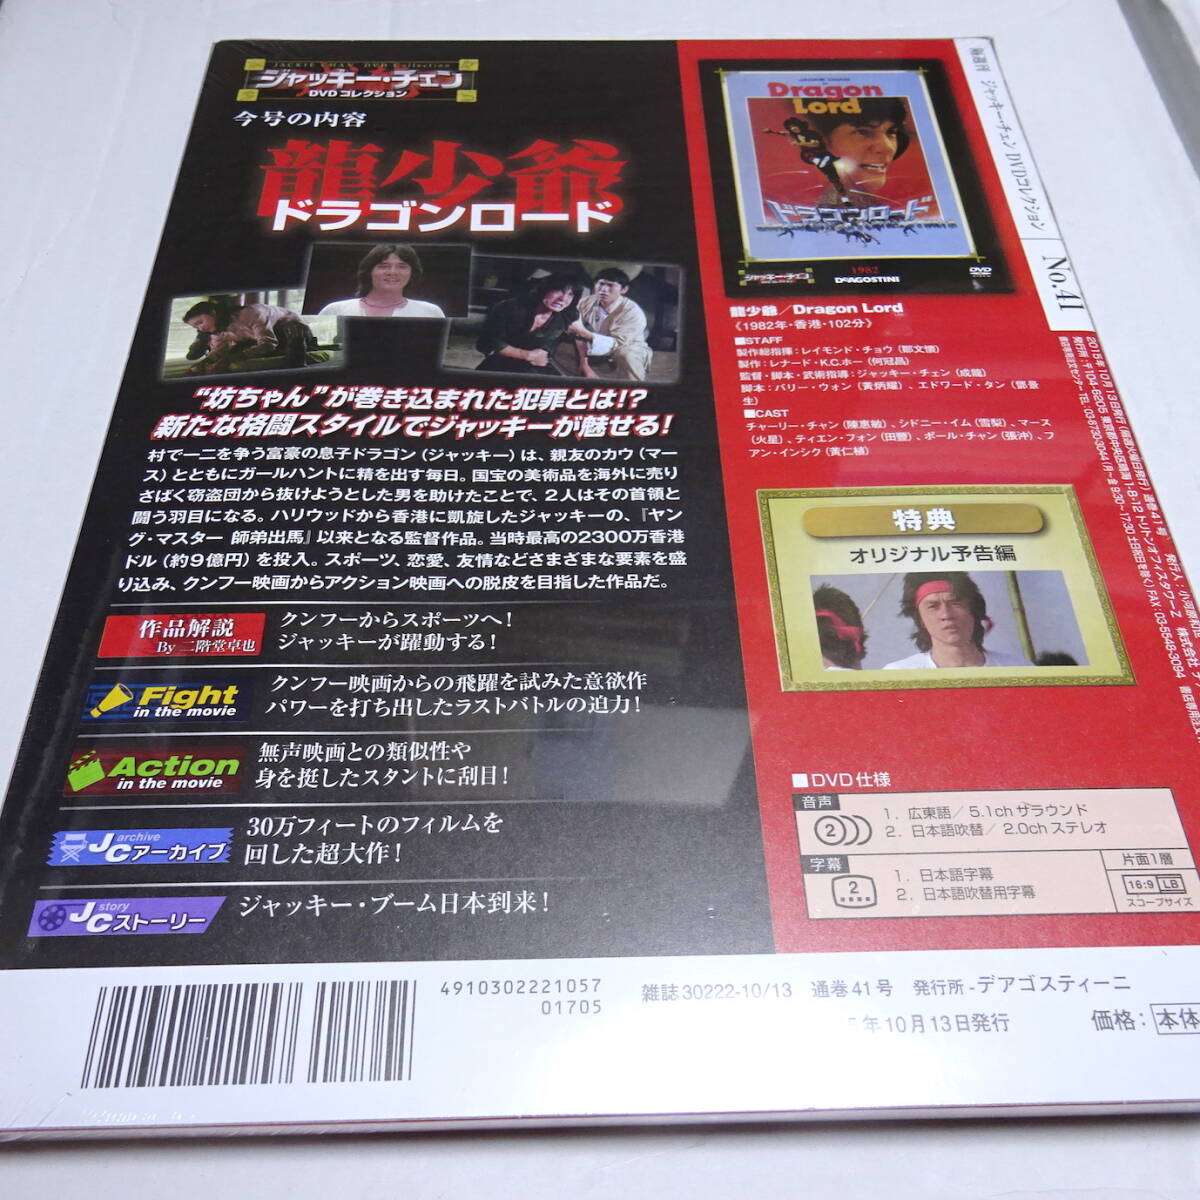 JACKIE CHAN DVD Collection
ジャッキー・チェン
DVDコレクション
今号の内容
龍少爺
ドラゴンロード
“坊ちゃん”が巻き込まれた犯罪とは!?
新たな格闘スタイルでジャッキーが魅せる!
村で一二を争う富豪の息子ドラゴン（ジャッキー）は、親友のカウ（マー
ス）とともにガールハントに精を出す毎日。国宝の美術品を海外に売り
さばく窃盗団から抜けようとした男を助けたことで、2人はその首領と
闘う羽目になる。ハリウッドから香港に凱旋したジャッキーの、『ヤン
グ・マスター 師弟出馬』以来となる監督作品。当時最高の2300万香港
ドル（約9億円）を投入。スポーツ、恋愛、友情などさまざまな要素を盛
り込み、クンフー映画からアクション映画への脱皮を目指した作品だ。
作品解説
By 二階堂卓也
クンフーからスポーツへ!
ジャッキーが躍動する!
Fight
in the movie
クンフー映画からの飛躍を試みた意欲作
パワーを打ち出したラストバトルの迫力!
Action
in the movie
無声映画との類似性や
身を挺したスタントに刮目!
archive
JCアーカイブ
30万フィートのフィルムを
回した超大作!
story
JCストーリー
ジャッキー・ブーム日本到来!
JACKIE CHAN
Dragon
Lord
ドラゴンロード
ジャッキー・チェン
1982
DeAGOSTINI
DVD
龍少爺/Dragon Lord
《1982年・香港・102分》
■STAFF
製作総指揮：レイモンド・チョウ（鄒文懐）
製作：レナード・K.C.ホー（何冠昌）
監督・脚本・武術指導：ジャッキー・チェン（成龍）
脚本：バリー・ウォン（黃炳耀）、エドワード・タン（鄧景
生）
■CAST
チャーリー・チャン（陳惠敏）、シドニー・イム（雪梨）、マース
（火星）、ティエン・フォン（田豐）、ポール・チャン（張沖）、フ
アン・インシク（黃仁植）
特典
オリジナル予告編
■DVD仕様
音声
2
1．広東語／5.1chサラウンド
2．日本語吹替／2.0chステレオ
字幕
2
1．日本語字幕
2．日本語吹替用字幕
片面1層
16:9 LB
スコープサイズ
隔週刊 ジャッキー・チェンDVDコレクション No.41
4910302221057
01705
雑誌30222-10/13 通巻41号 発行所-デアゴスティーニ
5年10月13日発行
価格：本体